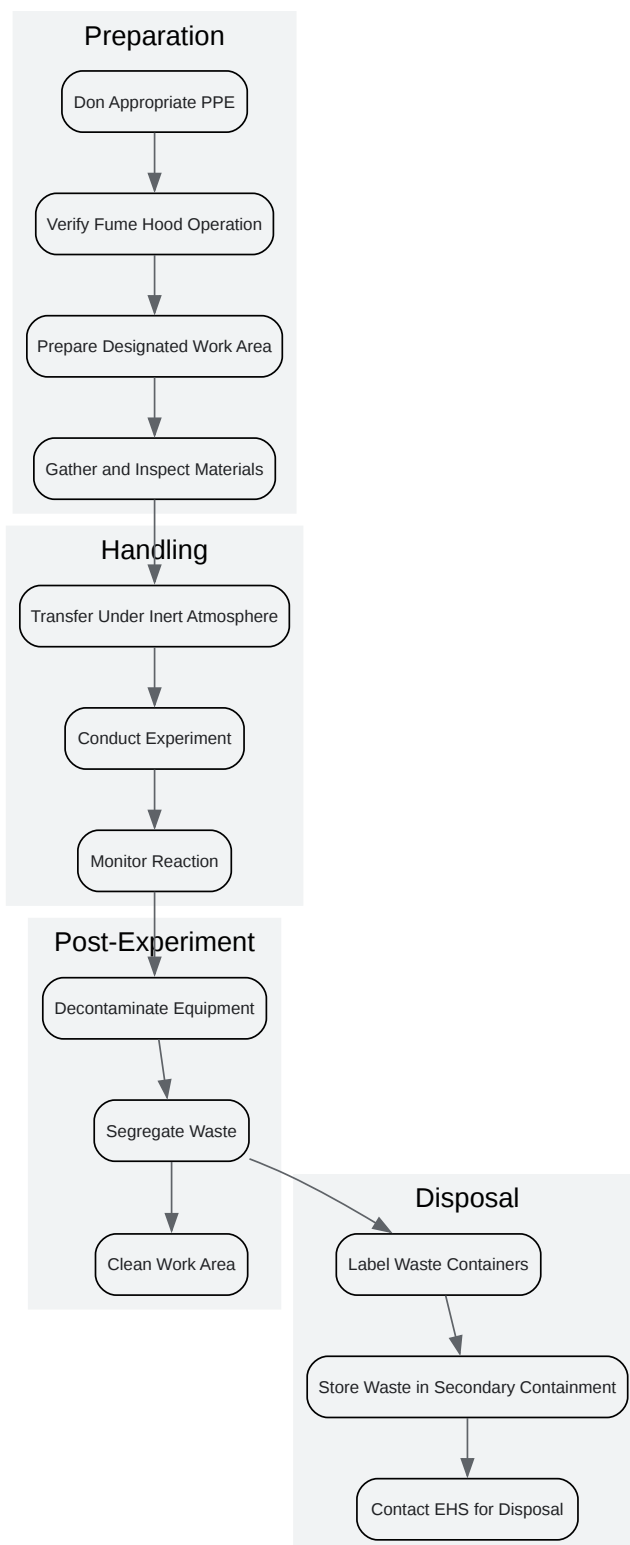 Preparation
Don Appropriate PPE
Verify Fume Hood Operation
Prepare Designated Work Area
Gather and Inspect Materials
Handling
Transfer Under Inert Atmosphere
Conduct Experiment
Monitor Reaction
Post-Experiment
Decontaminate Equipment
Segregate Waste
Clean Work Area
Disposal
Label Waste Containers
Store Waste in Secondary Containment
Contact EHS for Disposal